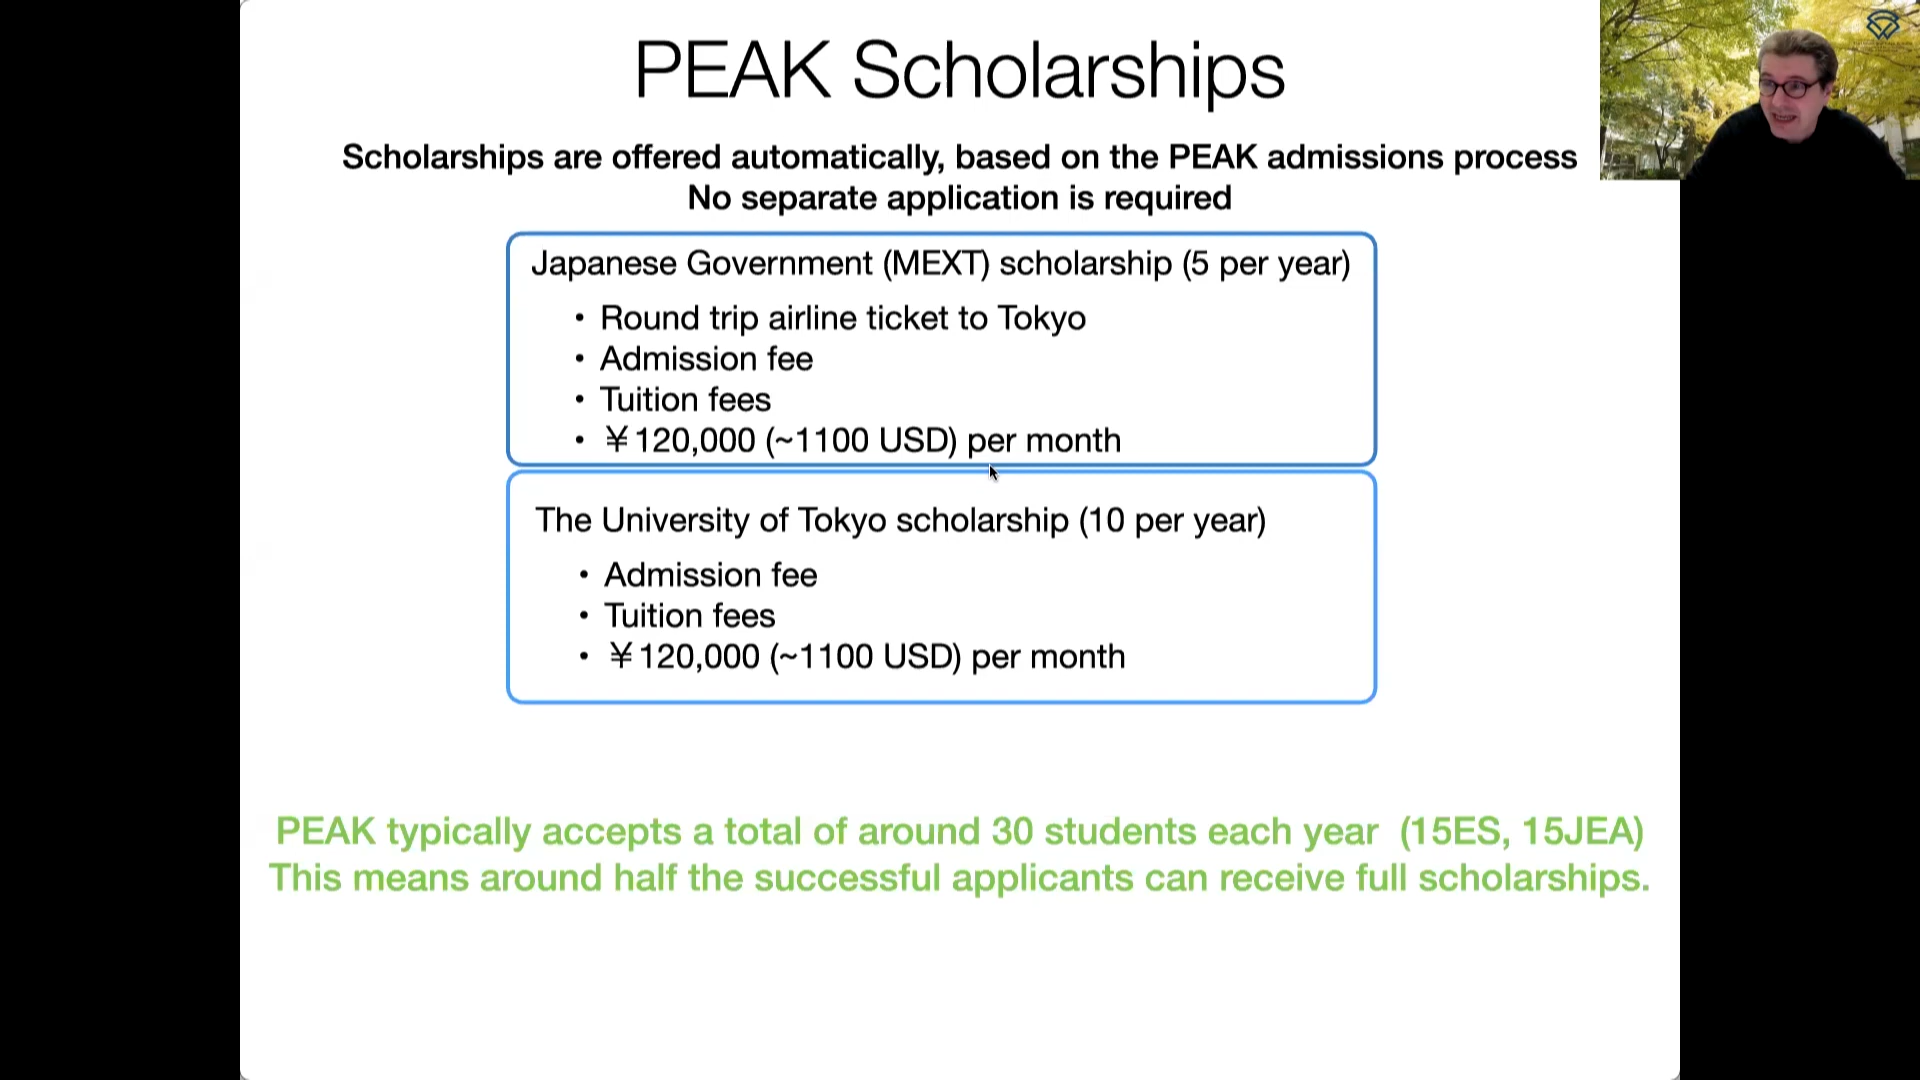 PEAK Scholarships
Scholarships are offered automatically, based on the PEAK admissions process
No separate application is required
Japanese Government (MEXT) scholarship (5 per year)
• Round trip airline ticket to Tokyo
• Admission fee
• Tuition fees
• ￥120,000 (~1100 USD) per month
The University of Tokyo scholarship (10 per year)
• Admission fee
• Tuition fees
• ￥120,000 (~1100 USD) per month
PEAK typically accepts a total of around 30 students each year (15ES, 15JEA)
This means around half the successful applicants can receive full scholarships.